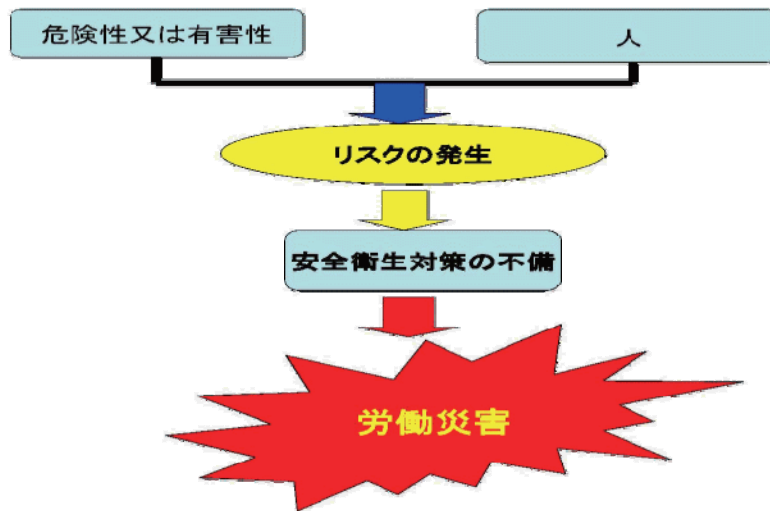 危険性又は有害性
人
リスクの発生
安全衛生対策の不備
労働災害